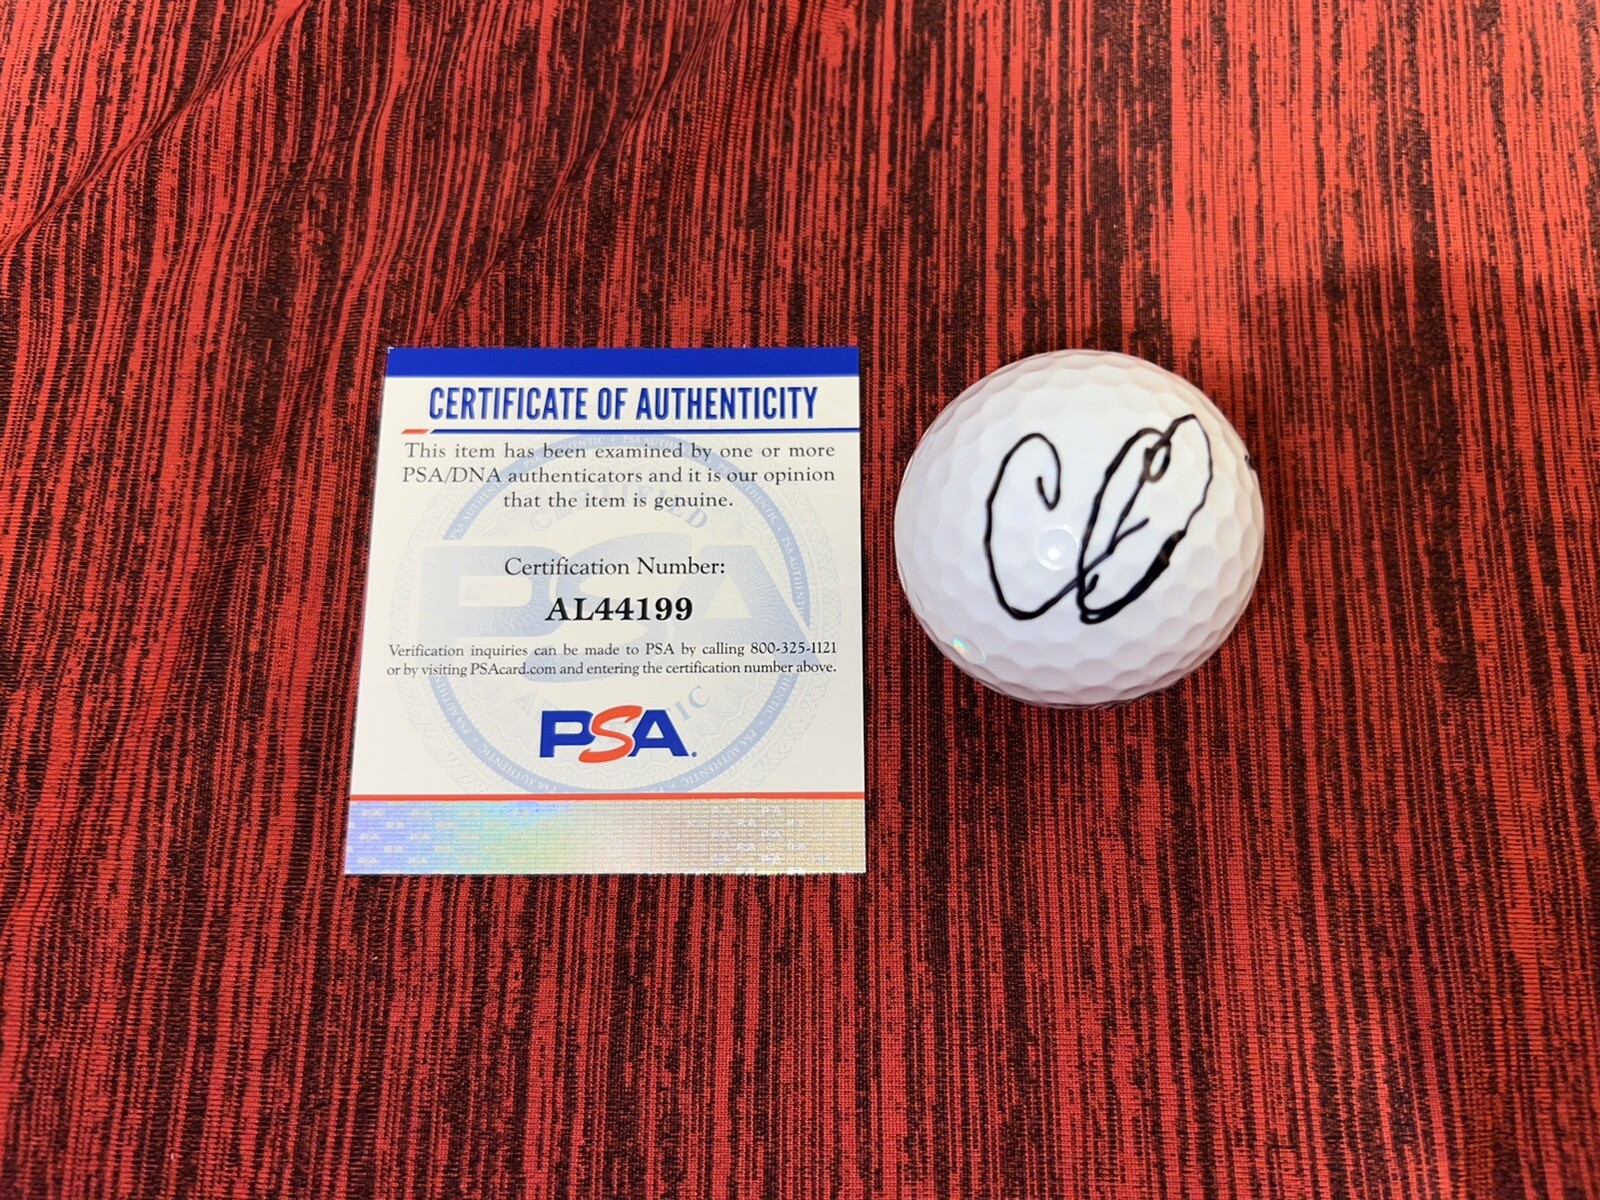 CERTIFICATE OF AUTHENTICITY
This item has been examined by one or more
PSA/DNA authenticators and it is our opinion
that the item is genuine.
Certification Number:
AL44199
Verification inquiries can be made to PSA by calling 800-325-1121
or by visiting PSAcard.com and entering the certification number above.
PSA